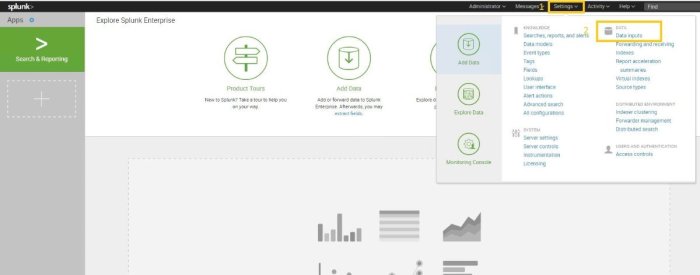 splunk>
Administrator
Messages
1
Settings
Activity
Help
Find
Apps
Search & Reporting
Explore Splunk Enterprise
Product Tours
New to Splunk? Take a tour to help you
on your way.
Add Data
Add or forward data to Splunk
Enterprise. Afterwards, you may
extract fields.
Explore
Add Data
Explore Data
Monitoring Console
KNOWLEDGE
Searches, reports, and alerts
Data models
Event types
Tags
Fields
Lookups
User interface
Alert actions
Advanced search
All configurations
SYSTEM
Server settings
Server controls
Instrumentation
Licensing
2
DATA
Data inputs
Forwarding and receiving
Indexes
Report acceleration
summaries
Virtual indexes
Source types
DISTRIBUTED ENVIRONMENT
Indexer clustering
Forwarder management
Distributed search
USERS AND AUTHENTICATION
Access controls